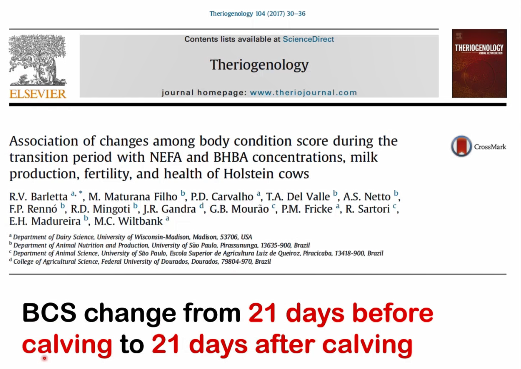 Theriogenology 104 (2017) 30–36
Contents lists available at ScienceDirect
Theriogenology
journal homepage: www.theriojournal.com
ELSEVIER
THERIOGENOLOGY
Association of changes among body condition score during the
transition period with NEFA and BHBA concentrations, milk
production, fertility, and health of Holstein cows
CrossMark
R.V. Barletta a, *, M. Maturana Filho b, P.D. Carvalho a, T.A. Del Valle b, A.S. Netto b,
F.P. Rennó b, R.D. Mingoti b, J.R. Gandra d, G.B. Mourão c, P.M. Fricke a, R. Sartori c,
E.H. Madureira b, M.C. Wiltbank a
a Department of Dairy Science, University of Wisconsin-Madison, Madison, 53706, USA
b Department of Animal Nutrition and Production, University of São Paulo, Pirassununga, 13635-900, Brazil
c Department of Animal Science, University of São Paulo, Escola Superior de Agricultura Luiz de Queiroz, Piracicaba, 13418-900, Brazil
d College of Agricultural Science, Federal University of Dourados, Dourados, 79804-970, Brazil
BCS change from 21 days before
calving to 21 days after calving